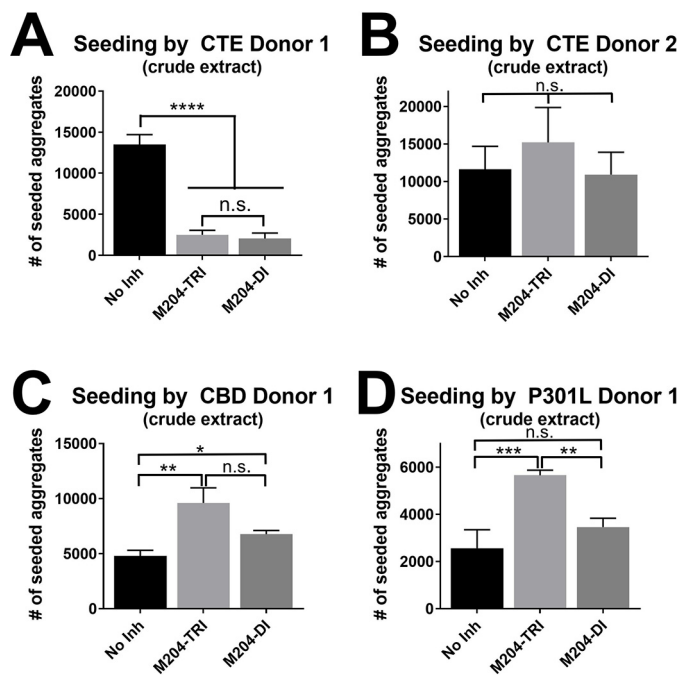 A
Seeding by CTE Donor 1
(crude extract)
# of seeded aggregates
20000
15000
10000
5000
0
****
n.s.
No Inh
M204-TRI
M204-DI
B
Seeding by CTE Donor 2
(crude extract)
# of seeded aggregates
20000
15000
10000
5000
0
n.s.
No Inh
M204-TRI
M204-DI
C
Seeding by CBD Donor 1
(crude extract)
# of seeded aggregates
15000
10000
5000
0
*
**
n.s.
No Inh
M204-TRI
M204-DI
D
Seeding by P301L Donor 1
(crude extract)
# of seeded aggregates
6000
4000
2000
0
n.s.
***
**
No Inh
M204-TRI
M204-DI